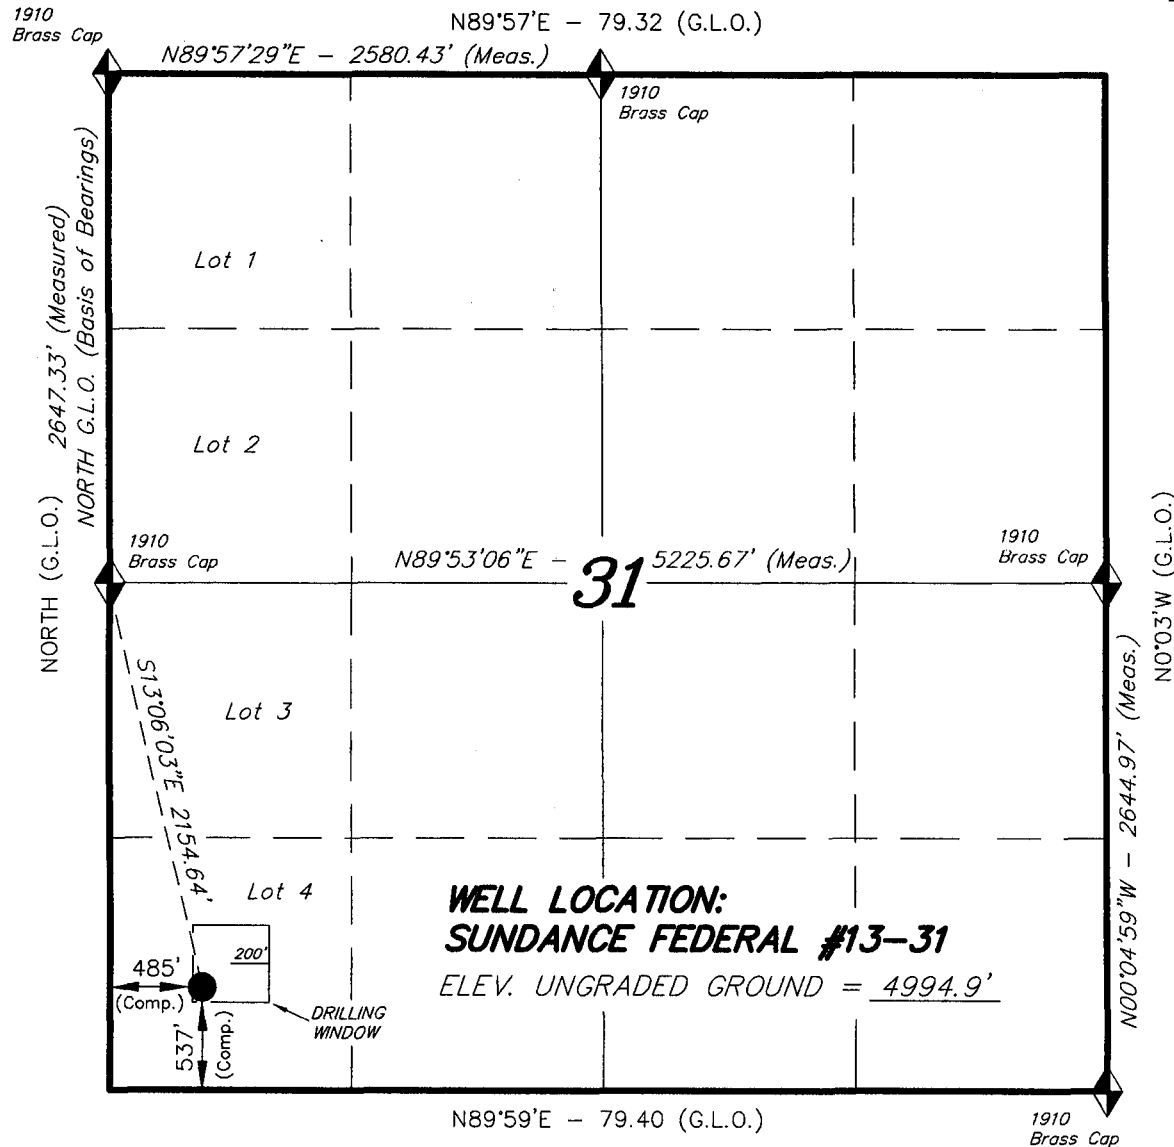 1910
Brass Cap
N89°57'E - 79.32 (G.L.O.)
N89°57'29"E - 2580.43' (Meas.)
1910
Brass Cap
2647.33' (Measured)
NORTH G.L.O. (Basis of Bearings)
NORTH (G.L.O.)
Lot 1
Lot 2
1910
Brass Cap
N89°53'06"E - 5225.67' (Meas.)
31
1910
Brass Cap
N0°03'W (G.L.O.)
N00°04'59"W - 2644.97' (Meas.)
S13°06'03"E 2154.64'
Lot 3
Lot 4
WELL LOCATION:
SUNDANCE FEDERAL #13-31
ELEV. UNGRADED GROUND = 4994.9'
200'
485'
(Comp.)
DRILLING
WINDOW
537'
(Comp.)
N89°59'E - 79.40 (G.L.O.)
1910
Brass Cap